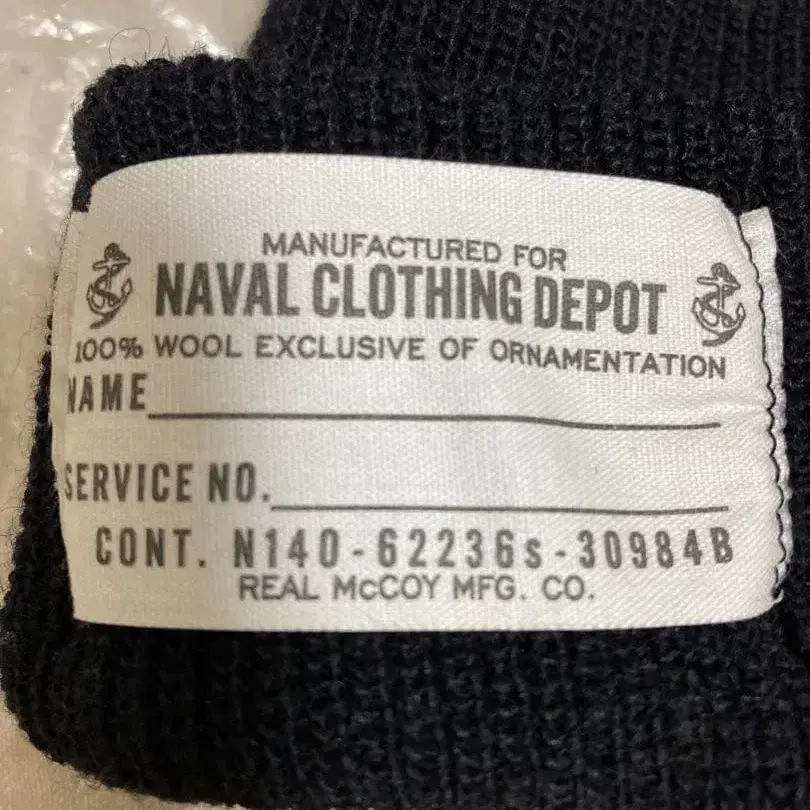 MANUFACTURED FOR
NAVAL CLOTHING DEPOT
100% WOOL EXCLUSIVE OF ORNAMENTATION
NAME
SERVICE NO.
CONT. N140-62236s-30984B
REAL McCOY MFG. CO.